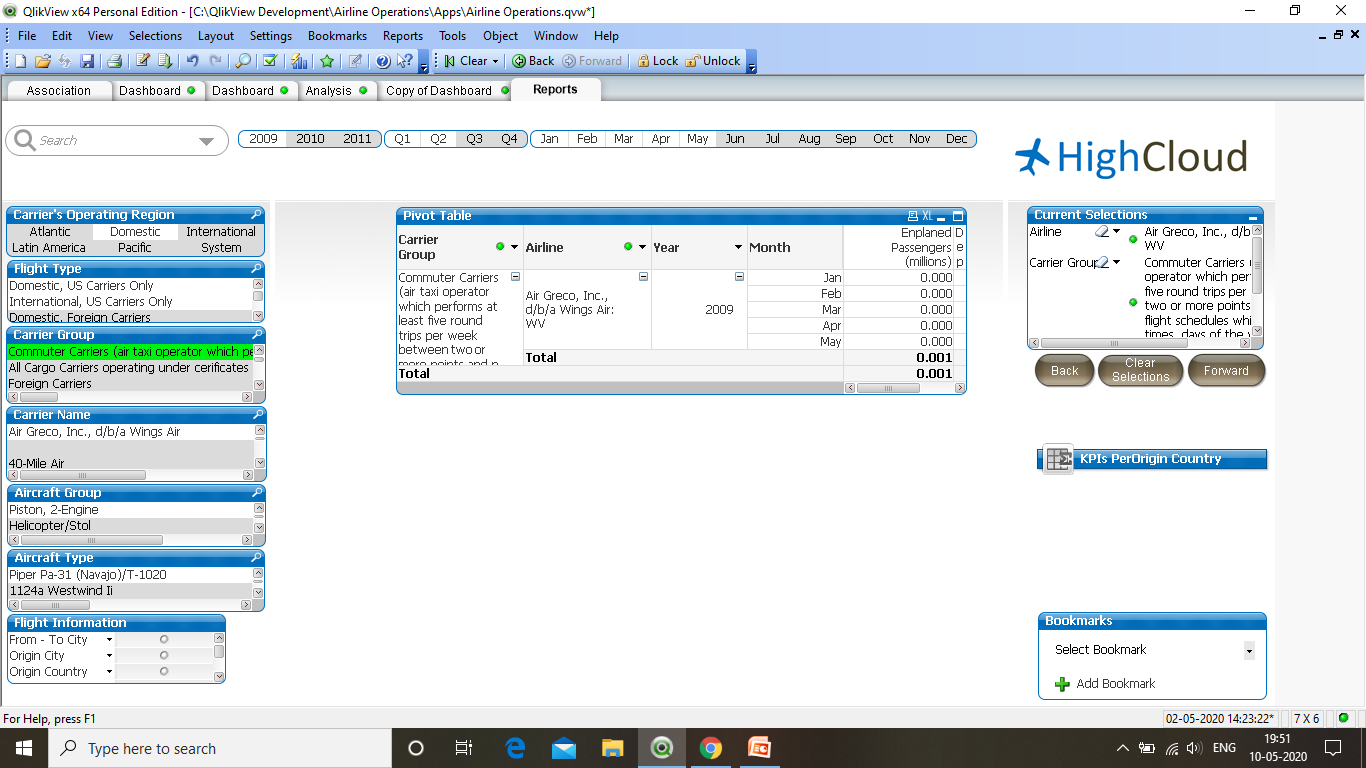 QlikView x64 Personal Edition - [C:\QlikView Development\Airline Operations\Apps\Airline Operations.qvw*]
File Edit View Selections Layout Settings Bookmarks Reports Tools Object Window Help
Clear Back Forward Lock Unlock
Association Dashboard Dashboard Analysis Copy of Dashboard Reports
Search
2009 2010 2011 Q1 Q2 Q3 Q4 Jan Feb Mar Apr May Jun Jul Aug Sep Oct Nov Dec
HighCloud
Carrier's Operating Region
Atlantic Domestic International
Latin America Pacific System
Flight Type
Domestic, US Carriers Only
International, US Carriers Only
Domestic, Foreign Carriers
Carrier Group
Commuter Carriers (air taxi operator which pe
All Cargo Carriers operating under cerificates
Foreign Carriers
Carrier Name
Air Greco, Inc., d/b/a Wings Air
40-Mile Air
Aircraft Group
Piston, 2-Engine
Helicopter/Stol
Aircraft Type
Piper Pa-31 (Navajo)/T-1020
1124a Westwind Ii
Flight Information
From - To City
Origin City
Origin Country
Pivot Table XL
Carrier Group Airline Year Month Enplaned Passengers (millions) D e p
Commuter Carriers
(air taxi operator
which performs at
least five round
trips per week
between two or
more points and p
Air Greco, Inc.,
d/b/a Wings Air:
WV
2009
Jan 0.000
Feb 0.000
Mar 0.000
Apr 0.000
May 0.000
Total 0.001
Total 0.001
Current Selections
Airline Air Greco, Inc., d/b
WV
Carrier Group Commuter Carriers
operator which per
five round trips per
two or more points
flight schedules whi
times, days of the
Back Clear Selections Forward
KPIs PerOrigin Country
Bookmarks
Select Bookmark
Add Bookmark
For Help, press F1 02-05-2020 14:23:22* 7 X 6
Type here to search
ENG 19:51
10-05-2020